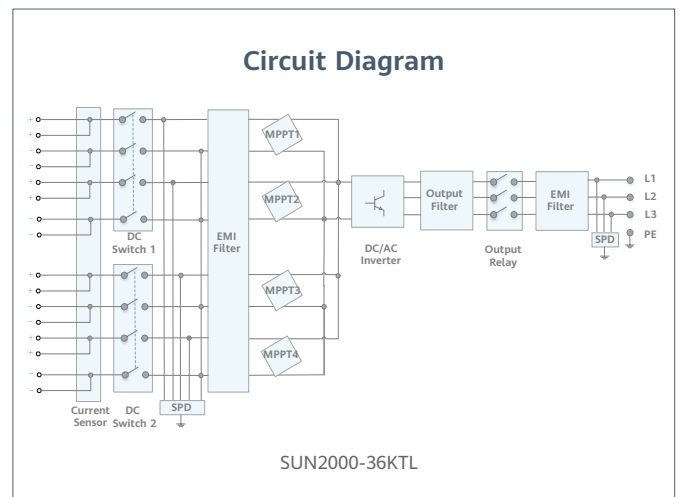 Circuit Diagram
+
+
−
−
+
+
−
−
+
+
−
−
+
+
−
−
DC
Switch 1
EMI
Filter
MPPT1
MPPT2
MPPT3
MPPT4
DC/AC
Inverter
Output
Filter
Output
Relay
EMI
Filter
L1
L2
L3
PE
SPD
Current
Sensor
DC
Switch 2
SPD
SUN2000-36KTL